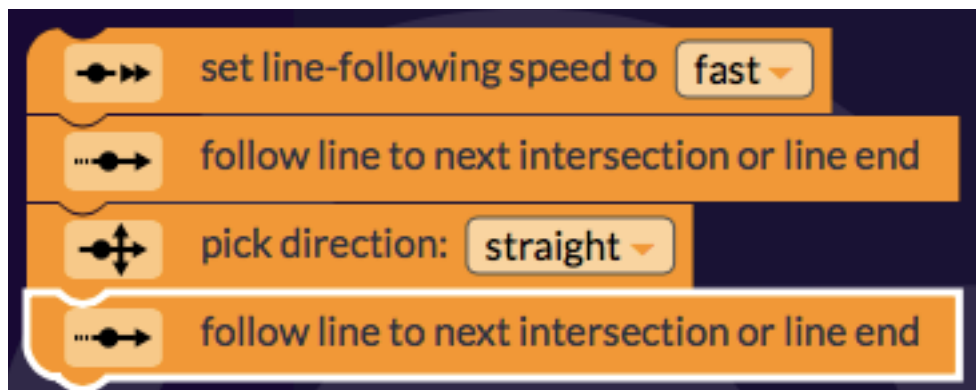 set line-following speed to fast
follow line to next intersection or line end
pick direction: straight
follow line to next intersection or line end